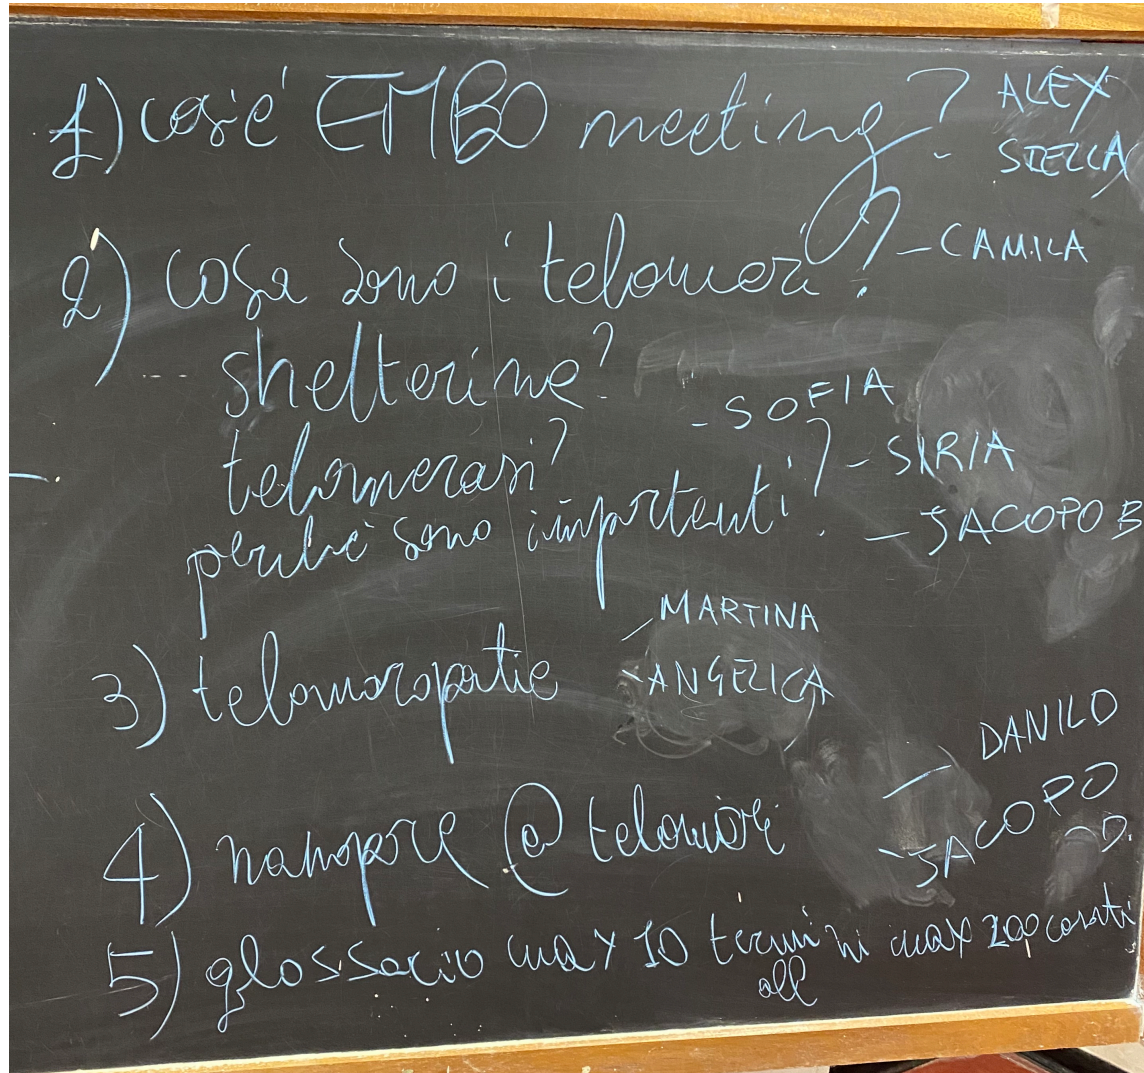 1) cos'è EMBO meeting? ALEX
STELLA
2) cosa sono i telomeri? - CAMILA
shelterine?
- SOFIA
telomerasi?
perché sono importanti? - SIRIA
- JACOPO B
3) telomeropatie - MARTINA
- ANGELICA
4) nanopore @ telomeri - DANILO
- JACOPO
D.
5) glossario max 10 termini max 200 caratti
all